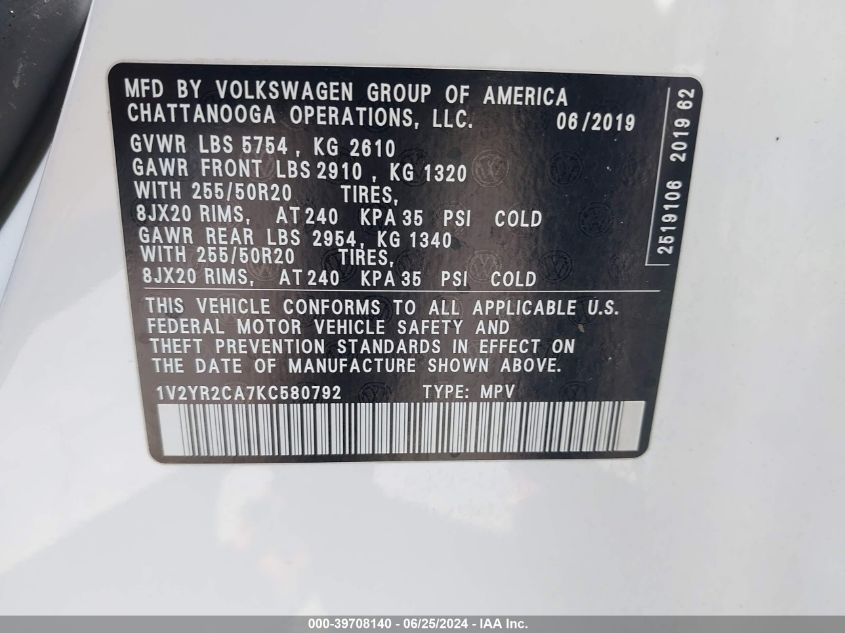 MFD BY VOLKSWAGEN GROUP OF AMERICA
CHATTANOOGA OPERATIONS, LLC. 06/2019
GVWR LBS 5754, KG 2610
GAWR FRONT LBS 2910, KG 1320
WITH 255/50R20 TIRES,
8JX20 RIMS, AT 240 KPA 35 PSI COLD
GAWR REAR LBS 2954, KG 1340
WITH 255/50R20 TIRES,
8JX20 RIMS, AT 240 KPA 35 PSI COLD
THIS VEHICLE CONFORMS TO ALL APPLICABLE U.S.
FEDERAL MOTOR VEHICLE SAFETY AND
THEFT PREVENTION STANDARDS IN EFFECT ON
THE DATE OF MANUFACTURE SHOWN ABOVE.
1V2YR2CA7KC580792 TYPE: MPV
2519106 2019 62
000-39708140 - 06/25/2024 - IAA Inc.